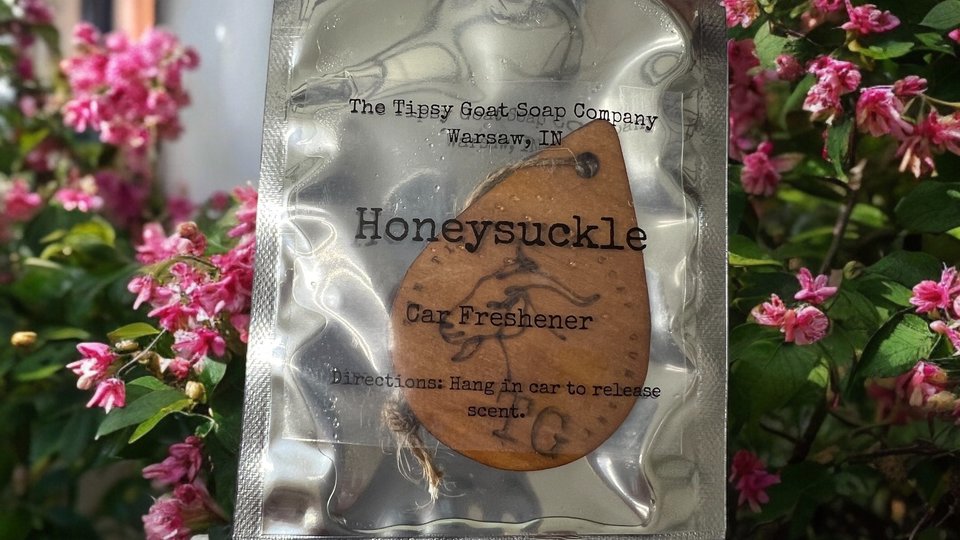 The Tipsy Goat Soap Company
Warsaw, IN
Honeysuckle
Car Freshener
Directions: Hang in car to release
scent.
TG